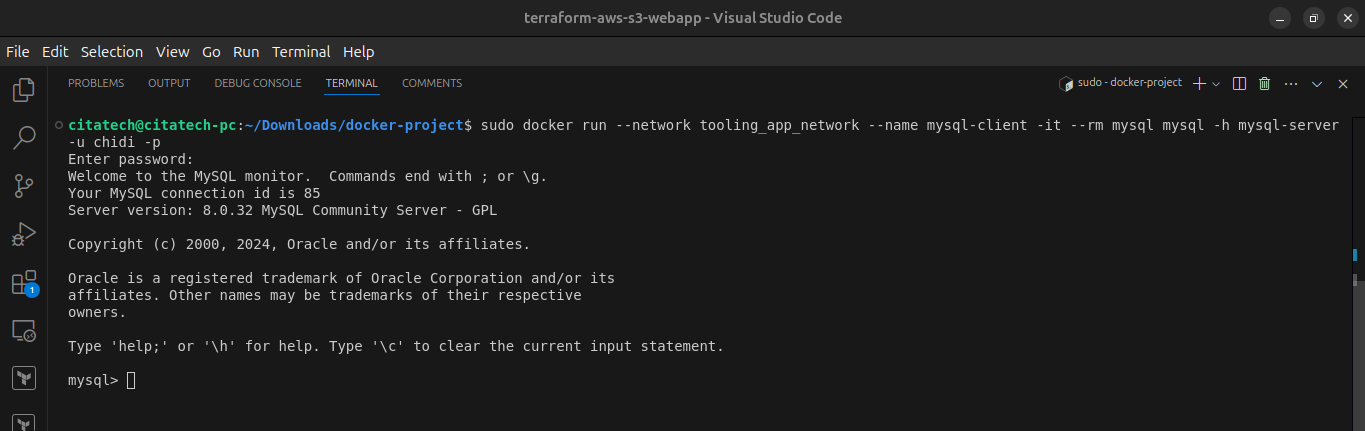 terraform-aws-s3-webapp - Visual Studio Code
File Edit Selection View Go Run Terminal Help
PROBLEMS OUTPUT DEBUG CONSOLE TERMINAL COMMENTS sudo - docker-project
citatech@citatech-pc:~/Downloads/docker-project$ sudo docker run --network tooling_app_network --name mysql-client -it --rm mysql mysql -h mysql-server
-u chidi -p
Enter password:
Welcome to the MySQL monitor.  Commands end with ; or \g.
Your MySQL connection id is 85
Server version: 8.0.32 MySQL Community Server - GPL
Copyright (c) 2000, 2024, Oracle and/or its affiliates.
Oracle is a registered trademark of Oracle Corporation and/or its
affiliates. Other names may be trademarks of their respective
owners.
1
Type 'help;' or '\h' for help. Type '\c' to clear the current input statement.
mysql>